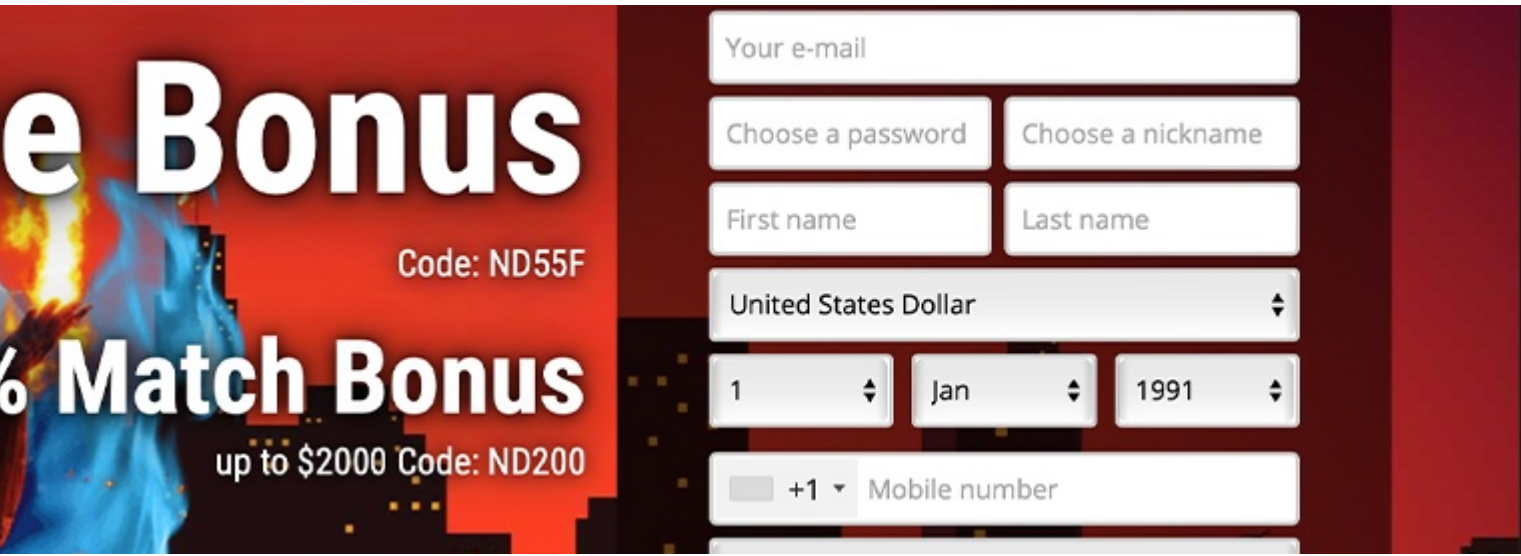 e Bonus
Code: ND55F
% Match Bonus
up to $2000 Code: ND200
Your e-mail
Choose a password
Choose a nickname
First name
Last name
United States Dollar
1
Jan
1991
+1
Mobile number